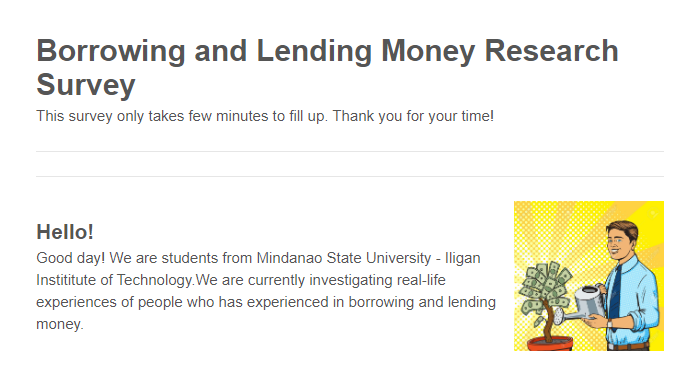 Borrowing and Lending Money Research
Survey
This survey only takes few minutes to fill up. Thank you for your time!
Hello!
Good day! We are students from Mindanao State University - Iligan
Instititute of Technology.We are currently investigating real-life
experiences of people who has experienced in borrowing and lending
money.